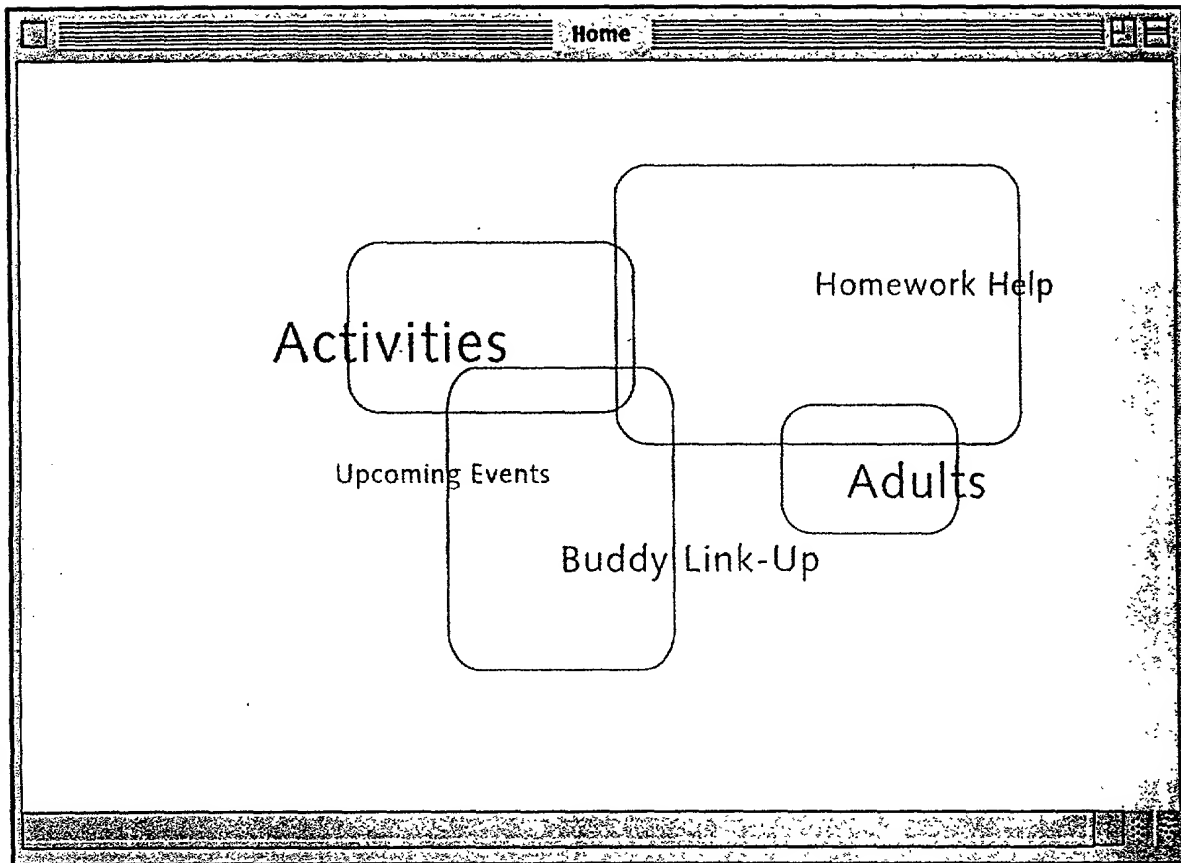 Home
Homework Help
Activities
Upcoming Events
Adults
Buddy Link-Up